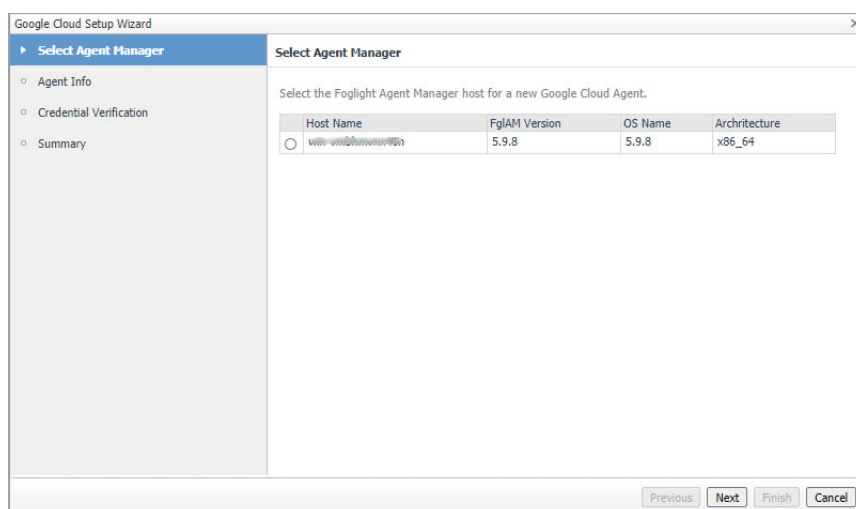 Google Cloud Setup Wizard
Select Agent Manager
Agent Info
Credential Verification
Summary
Select Agent Manager
Select the Foglight Agent Manager host for a new Google Cloud Agent.
Host Name FglAM Version OS Name Archritecture
5.9.8 5.9.8 x86_64
Previous Next Finish Cancel